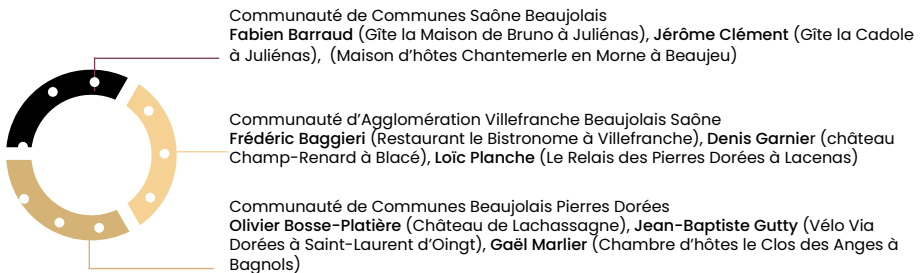 Communauté de Communes Saône Beaujolais
Fabien Barraud (Gîte la Maison de Bruno à Juliénas), Jérôme Clément (Gîte la Cadole
à Juliénas),  (Maison d’hôtes Chantemerle en Morne à Beaujeu)
Communauté d’Agglomération Villefranche Beaujolais Saône
Frédéric Baggieri (Restaurant le Bistronome à Villefranche), Denis Garnier (château
Champ-Renard à Blacé), Loïc Planche (Le Relais des Pierres Dorées à Lacenas)
Communauté de Communes Beaujolais Pierres Dorées
Olivier Bosse-Platière (Château de Lachassagne), Jean-Baptiste Gutty (Vélo Via
Dorées à Saint-Laurent d’Oingt), Gaël Marlier (Chambre d’hôtes le Clos des Anges à
Bagnols)